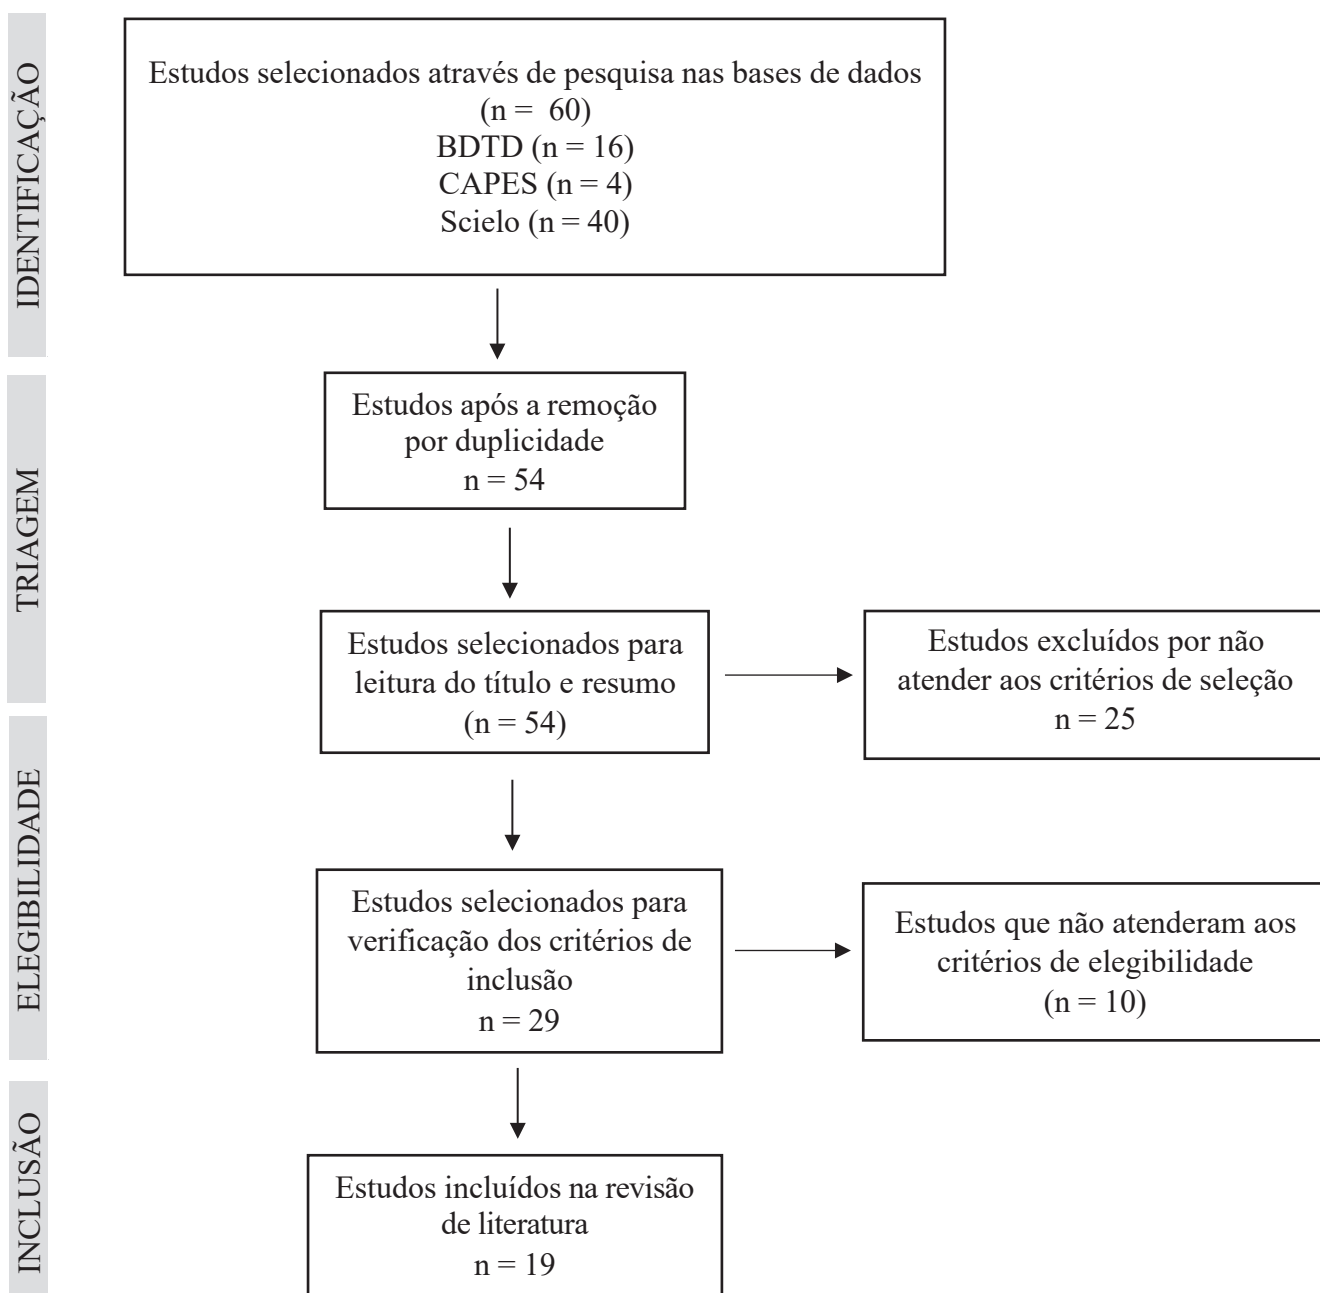 IDENTIFICAÇÃO
Estudos selecionados através de pesquisa nas bases de dados
(n = 60)
BDTD (n = 16)
CAPES (n = 4)
Scielo (n = 40)
TRIAGEM
Estudos após a remoção
por duplicidade
n = 54
Estudos selecionados para
leitura do título e resumo
(n = 54)
Estudos excluídos por não
atender aos critérios de seleção
n = 25
ELEGIBILIDADE
Estudos selecionados para
verificação dos critérios de
inclusão
n = 29
Estudos que não atenderam aos
critérios de elegibilidade
(n = 10)
INCLUSÃO
Estudos incluídos na revisão
de literatura
n = 19